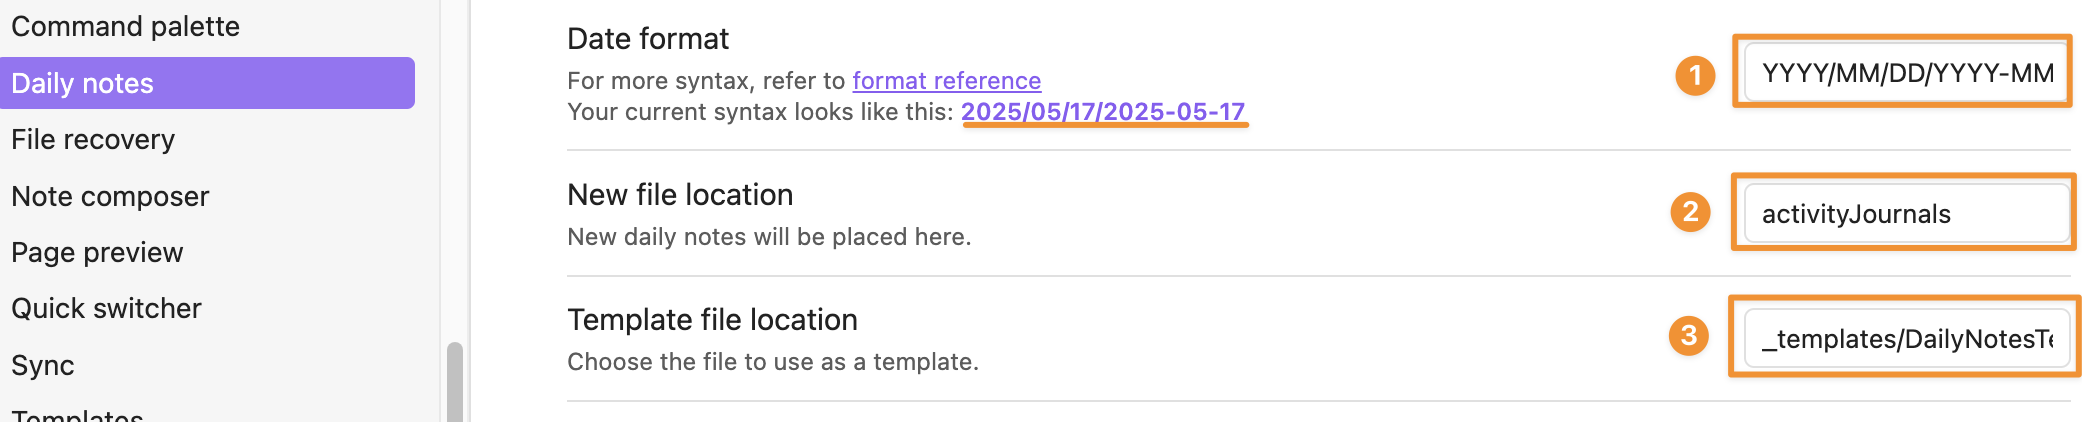 Command palette
Daily notes
File recovery
Note composer
Page preview
Quick switcher
Sync
Templates
Date format
For more syntax, refer to format reference
Your current syntax looks like this: 2025/05/17/2025-05-17
1
YYYY/MM/DD/YYYY-MM
New file location
New daily notes will be placed here.
2
activityJournals
Template file location
Choose the file to use as a template.
3
_templates/DailyNotesTe